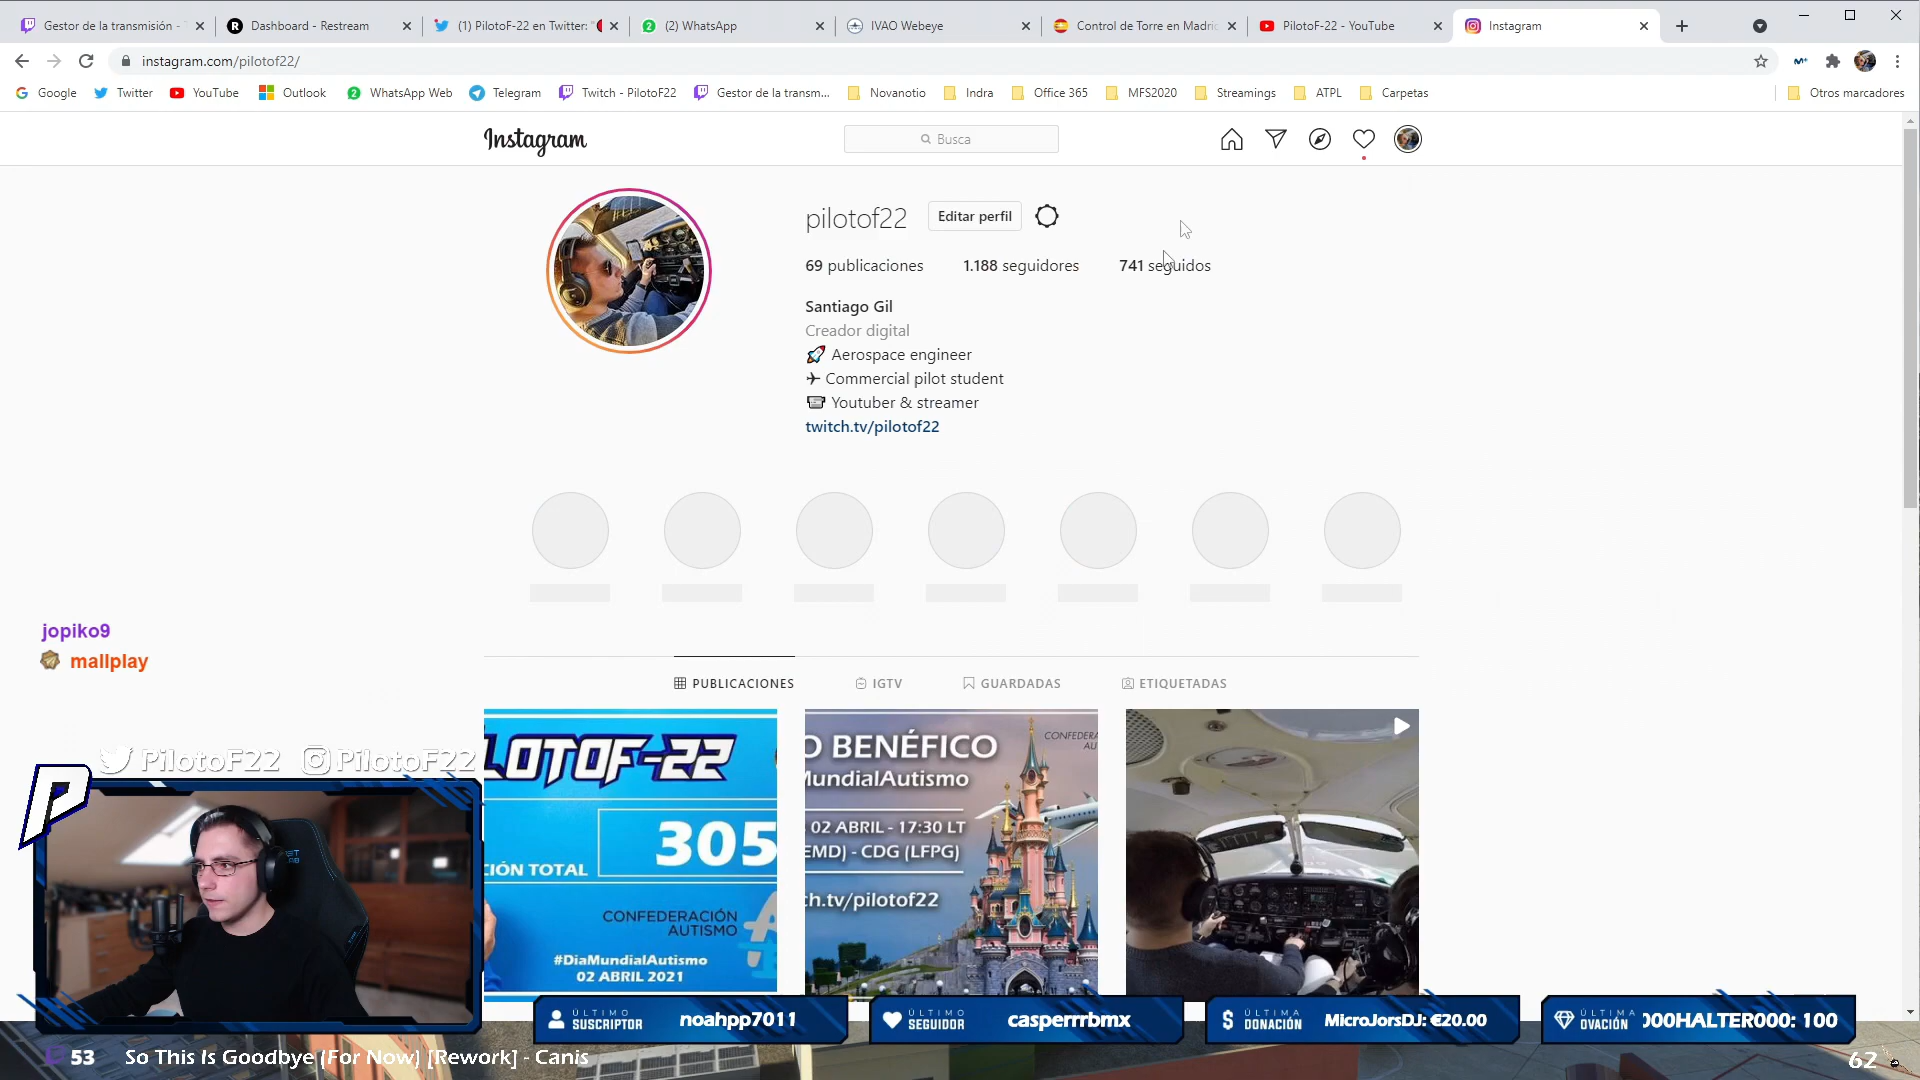 Gestor de la transmisión -
Dashboard - Restream
(1) PilotoF-22 en Twitter: "
(2) WhatsApp
IVAO Webeye
Control de Torre en Madri
PilotoF-22 - YouTube
Instagram
instagram.com/pilotof22/
Google
Twitter
YouTube
Outlook
WhatsApp Web
Telegram
Twitch - PilotoF22
Gestor de la transm...
Novanotio
Indra
Office 365
MFS2020
Streamings
ATPL
Carpetas
Otros marcadores
Instagram
Busca
pilotof22
Editar perfil
69 publicaciones
1.188 seguidores
741 seguidos
Santiago Gil
Creador digital
🚀 Aerospace engineer
✈ Commercial pilot student
Youtuber & streamer
twitch.tv/pilotof22
jopiko9
mallplay
PUBLICACIONES
IGTV
GUARDADAS
ETIQUETADAS
LOTOF-22
305
CIÓN TOTAL
CONFEDERACIÓN
AUTISMO
#DiaMundialAutismo
02 ABRIL 2021
O BENÉFICO
CONFEDERA
AU
MundialAutismo
02 ABRIL - 17:30 LT
EMD) - CDG (LFPG)
ch.tv/pilotof22
PilotoF22
PilotoF22
P
ÚLTIMO
SUSCRIPTOR
noahpp7011
ÚLTIMO
SEGUIDOR
casperrrbmx
ÚLTIMA
DONACIÓN
MicroJorsDJ: €20.00
ÚLTIMA
OVACIÓN
000HALTER000: 100
53
So This Is Goodbye (For Now) [Rework] - Canis
62